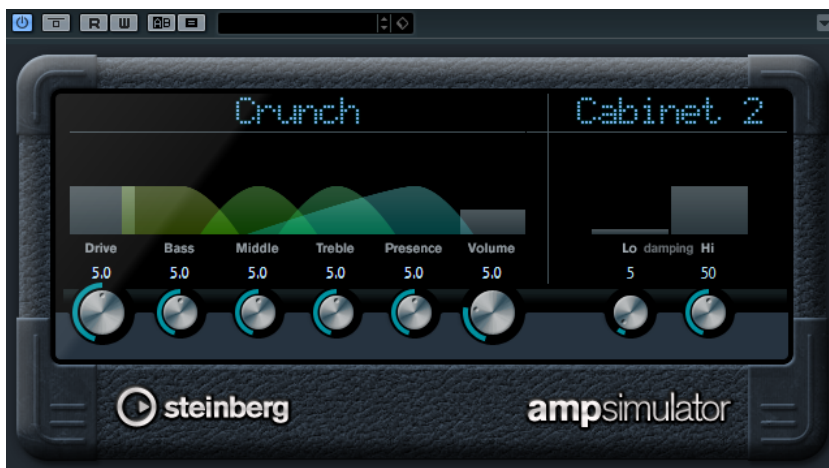 R W AB
Crunch Cabinet 2
Drive Bass Middle Treble Presence Volume Lo damping Hi
5.0 5.0 5.0 5.0 5.0 5.0 5 50
steinberg ampsimulator